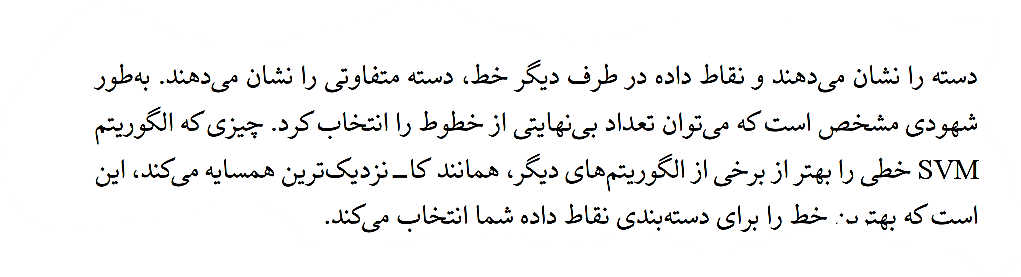 دسته را نشان می‌دهند و نقاط داده در طرف دیگر خط، دسته متفاوتی را نشان می‌دهند. به‌طور
شهودی مشخص است که می‌توان تعداد بی‌نهایتی از خطوط را انتخاب کرد. چیزی که الگوریتم
SVM خطی را بهتر از برخی از الگوریتم‌های دیگر، همانند کا‌ـ نزدیک‌ترین همسایه می‌کند، این
است که خط را برای دسته‌بندی نقاط داده شما انتخاب می‌کند.